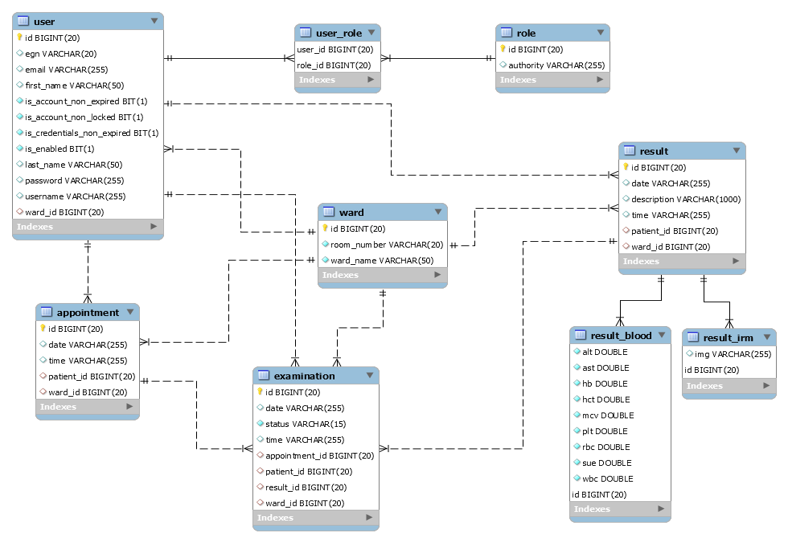 user
id BIGINT(20)
egn VARCHAR(20)
email VARCHAR(255)
first_name VARCHAR(50)
is_account_non_expired BIT(1)
is_account_non_locked BIT(1)
is_credentials_non_expired BIT(1)
is_enabled BIT(1)
last_name VARCHAR(50)
password VARCHAR(255)
username VARCHAR(255)
ward_id BIGINT(20)
Indexes
user_role
user_id BIGINT(20)
role_id BIGINT(20)
Indexes
role
id BIGINT(20)
authority VARCHAR(255)
Indexes
result
id BIGINT(20)
date VARCHAR(255)
description VARCHAR(1000)
time VARCHAR(255)
patient_id BIGINT(20)
ward_id BIGINT(20)
Indexes
ward
id BIGINT(20)
room_number VARCHAR(20)
ward_name VARCHAR(50)
Indexes
appointment
id BIGINT(20)
date VARCHAR(255)
time VARCHAR(255)
patient_id BIGINT(20)
ward_id BIGINT(20)
Indexes
examination
id BIGINT(20)
date VARCHAR(255)
status VARCHAR(15)
time VARCHAR(255)
appointment_id BIGINT(20)
patient_id BIGINT(20)
result_id BIGINT(20)
ward_id BIGINT(20)
Indexes
result_blood
alt DOUBLE
ast DOUBLE
hb DOUBLE
hct DOUBLE
mcv DOUBLE
plt DOUBLE
rbc DOUBLE
sue DOUBLE
wbc DOUBLE
id BIGINT(20)
Indexes
result_irm
img VARCHAR(255)
id BIGINT(20)
Indexes